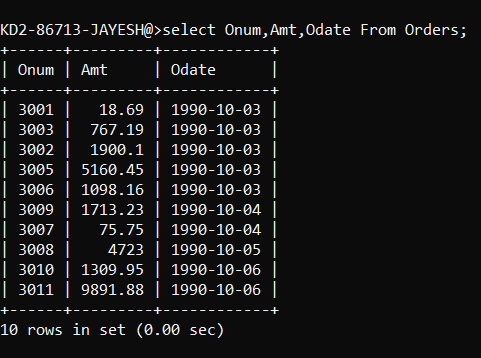 KD2-86713-JAYESH@>select Onum,Amt,Odate From Orders;
+------+---------+------------+
| Onum | Amt     | Odate      |
+------+---------+------------+
| 3001 |   18.69 | 1990-10-03 |
| 3003 |  767.19 | 1990-10-03 |
| 3002 |  1900.1 | 1990-10-03 |
| 3005 | 5160.45 | 1990-10-03 |
| 3006 | 1098.16 | 1990-10-03 |
| 3009 | 1713.23 | 1990-10-04 |
| 3007 |   75.75 | 1990-10-04 |
| 3008 |    4723 | 1990-10-05 |
| 3010 | 1309.95 | 1990-10-06 |
| 3011 | 9891.88 | 1990-10-06 |
+------+---------+------------+
10 rows in set (0.00 sec)